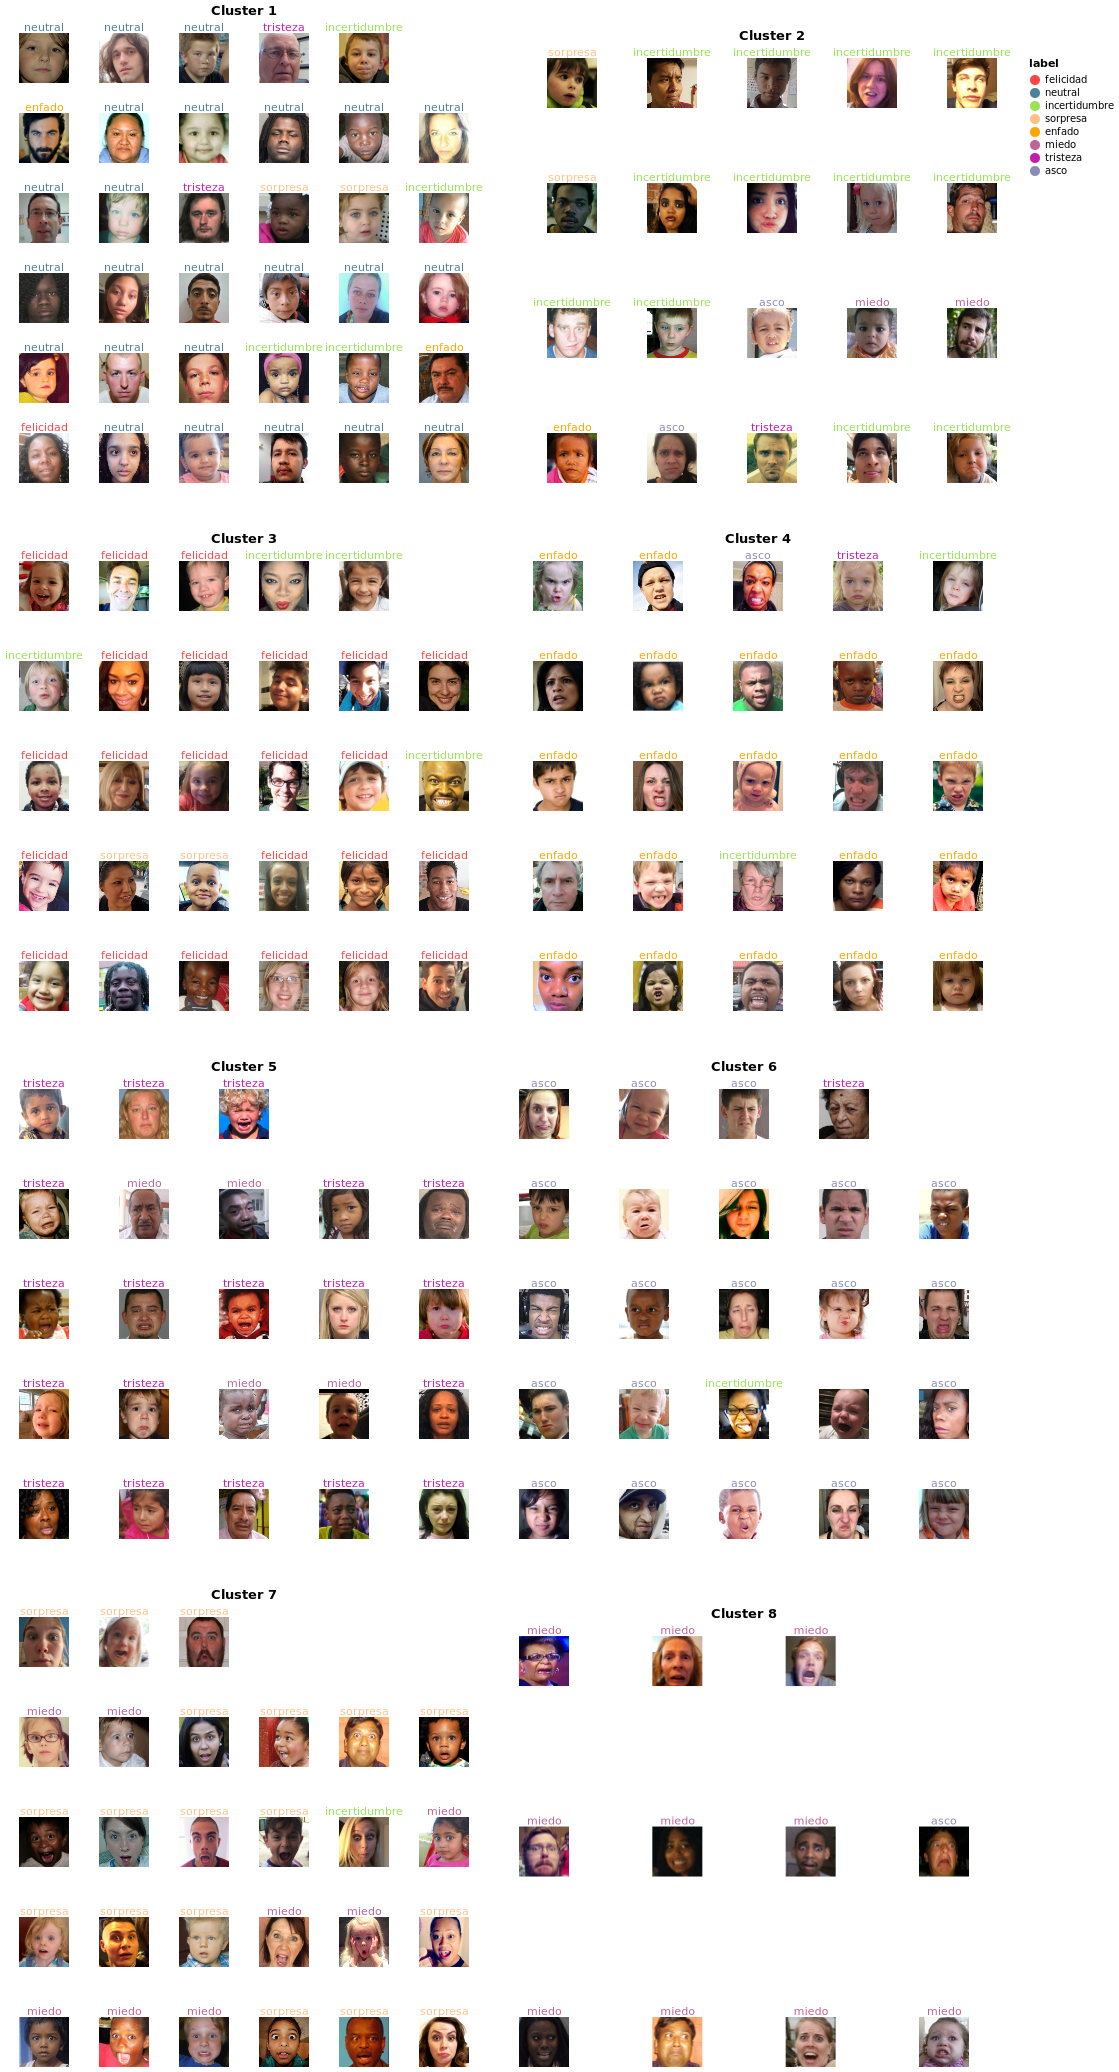 Cluster 1
neutral neutral neutral tristeza incertidumbre
enfado neutral neutral neutral neutral neutral
neutral neutral tristeza sorpresa sorpresa incertidumbre
neutral neutral neutral neutral neutral neutral
neutral neutral neutral incertidumbre incertidumbre enfado
felicidad neutral neutral neutral neutral neutral
Cluster 2
sorpresa incertidumbre incertidumbre incertidumbre incertidumbre
sorpresa incertidumbre incertidumbre incertidumbre incertidumbre
incertidumbre incertidumbre asco miedo miedo
enfado asco tristeza incertidumbre incertidumbre
label
felicidad
neutral
incertidumbre
sorpresa
enfado
miedo
tristeza
asco
Cluster 3
felicidad felicidad felicidad incertidumbre incertidumbre
incertidumbre felicidad felicidad felicidad felicidad felicidad
felicidad felicidad felicidad felicidad felicidad incertidumbre
felicidad sorpresa sorpresa felicidad felicidad felicidad
felicidad felicidad felicidad felicidad felicidad felicidad
Cluster 4
enfado enfado asco tristeza incertidumbre
enfado enfado enfado enfado enfado
enfado enfado enfado enfado enfado
enfado enfado incertidumbre enfado enfado
enfado enfado enfado enfado enfado
Cluster 5
tristeza tristeza tristeza
tristeza miedo miedo tristeza tristeza
tristeza tristeza tristeza tristeza tristeza
tristeza tristeza miedo miedo tristeza
tristeza tristeza tristeza tristeza tristeza
Cluster 6
asco asco asco tristeza
asco asco asco asco asco
asco asco asco asco asco
asco asco incertidumbre asco asco
asco asco asco asco asco
Cluster 7
sorpresa sorpresa sorpresa
miedo miedo sorpresa sorpresa sorpresa sorpresa
sorpresa sorpresa sorpresa sorpresa incertidumbre miedo
sorpresa sorpresa sorpresa miedo miedo sorpresa
miedo miedo miedo sorpresa sorpresa sorpresa
Cluster 8
miedo miedo miedo
miedo miedo miedo asco
miedo miedo miedo miedo